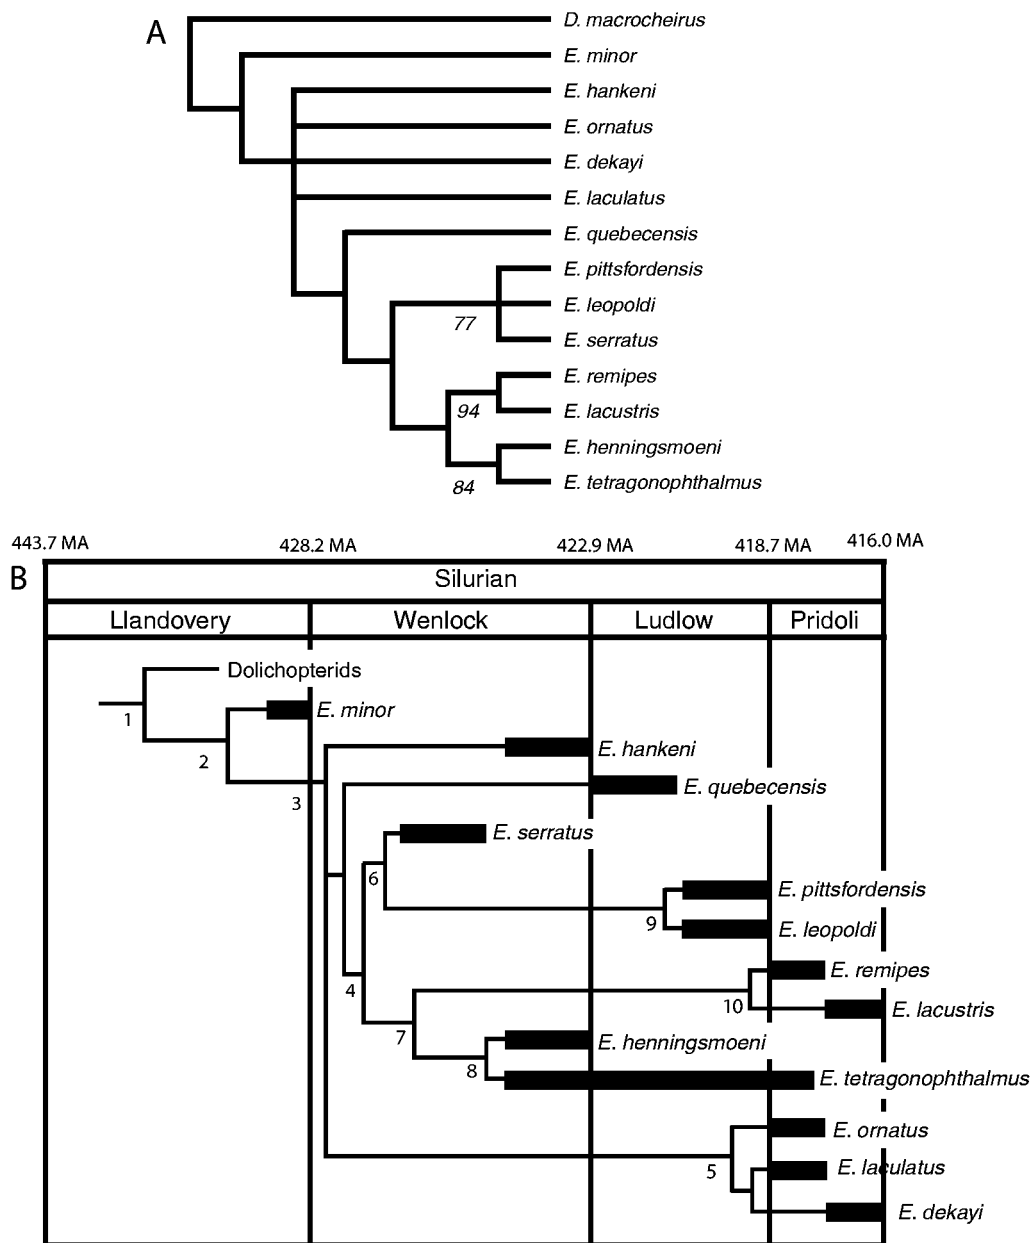 A
D. macrocheirus
E. minor
E. hankeni
E. ornatus
E. dekayi
E. laculatus
E. quebecensis
E. pittsfordensis
77
E. leopoldi
E. serratus
E. remipes
94
E. lacustris
E. henningsmoeni
84
E. tetragonophthalmus
443.7 MA 428.2 MA 422.9 MA 418.7 MA 416.0 MA
B
Silurian
Llandovery Wenlock Ludlow Pridoli
Dolichopterids
1
E. minor
2
E. hankeni
3
E. quebecensis
E. serratus
6
E. pittsfordensis
9
E. leopoldi
E. remipes
4
10
E. lacustris
7
E. henningsmoeni
8
E. tetragonophthalmus
E. ornatus
5
E. laculatus
E. dekayi